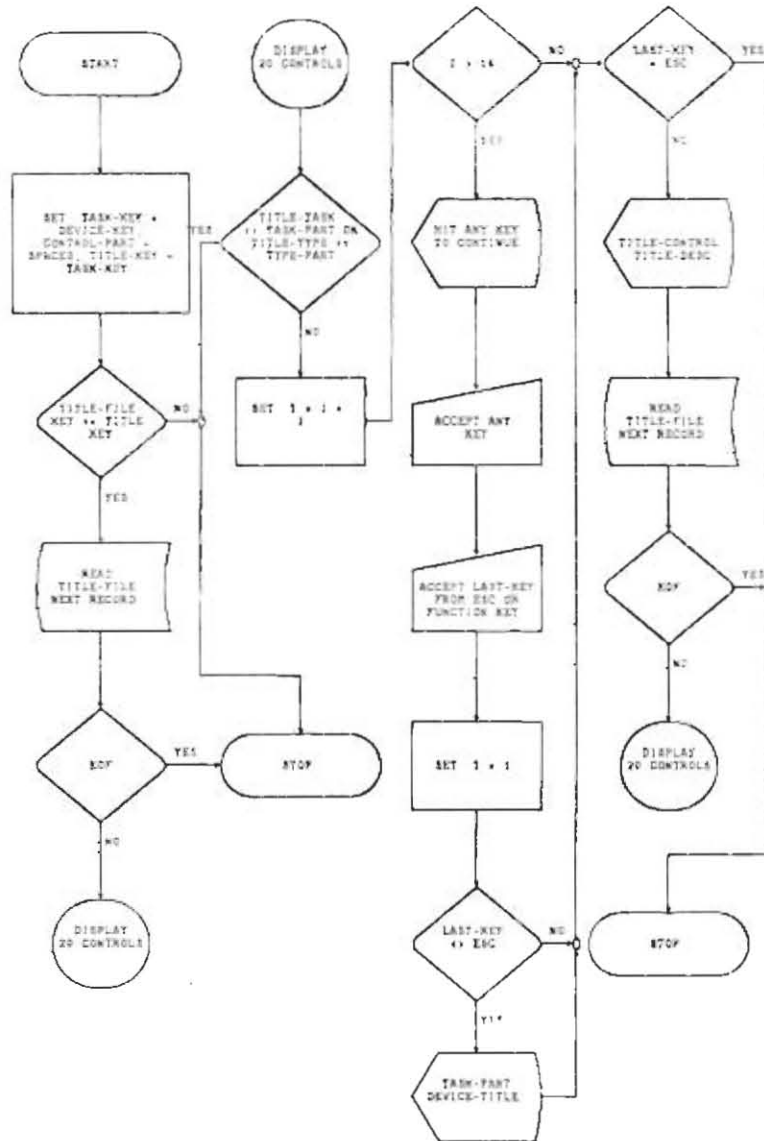 START
SET TASK-KEY =
DEVICE-KEY,
CONTROL-PART =
SPACES, TITLE-KEY =
TASK-KEY
TITLE-FILE
KEY TITLE
KEY
NO
YES
READ
TITLE-FILE
NEXT RECORD
EOF
YES
NO
DISPLAY
20 CONTROLS
DISPLAY
20 CONTROLS
YES
TITLE-TASK
TASK-PART OR
TITLE-TYPE
TYPE-PART
NO
SET I = I +
STOP
NO
YES
HIT ANY KEY
TO CONTINUE
ACCEPT ANY
KEY
ACCEPT LAST-KEY
FROM ESC OR
FUNCTION KEY
SET I = 1
LAST-KEY
<> ESC
NO
YES
TASK-PART
DEVICE-TITLE
LAST-KEY
= ESC
YES
NO
TITLE-CONTROL
TITLE-DESC
READ
TITLE-FILE
NEXT RECORD
EOF
YES
NO
DISPLAY
20 CONTROLS
STOP